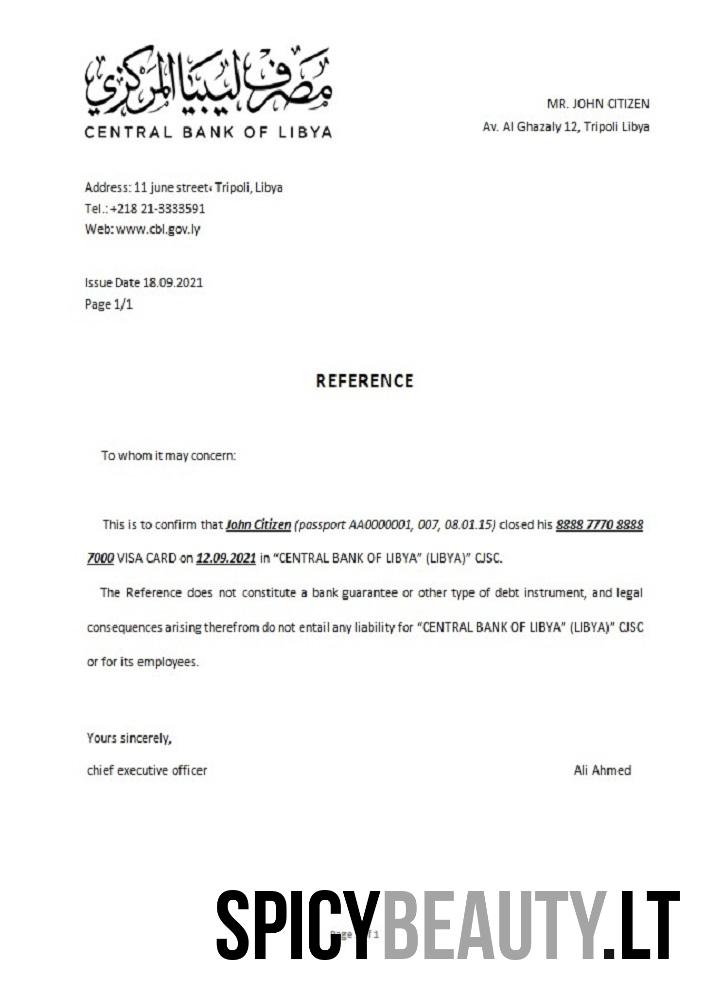 مصرف ليبيا المركزي
CENTRAL BANK OF LIBYA
MR. JOHN CITIZEN
Av. Al Ghazaly 12, Tripoli Libya
Address: 11 june street، Tripoli, Libya
Tel.: +218 21-3333591
Web: www.cbl.gov.ly
Issue Date 18.09.2021
Page 1/1
REFERENCE
To whom it may concern:
This is to confirm that John Citizen (passport AA0000001, 007, 08.01.15) closed his 8888 7770 8888
7000 VISA CARD on 12.09.2021 in “CENTRAL BANK OF LIBYA” (LIBYA)” CJSC.
The Reference does not constitute a bank guarantee or other type of debt instrument, and legal
consequences arising therefrom do not entail any liability for “CENTRAL BANK OF LIBYA” (LIBYA)” CJSC
or for its employees.
Yours sincerely,
chief executive officer
Ali Ahmed
SPICYBEAUTY.LT